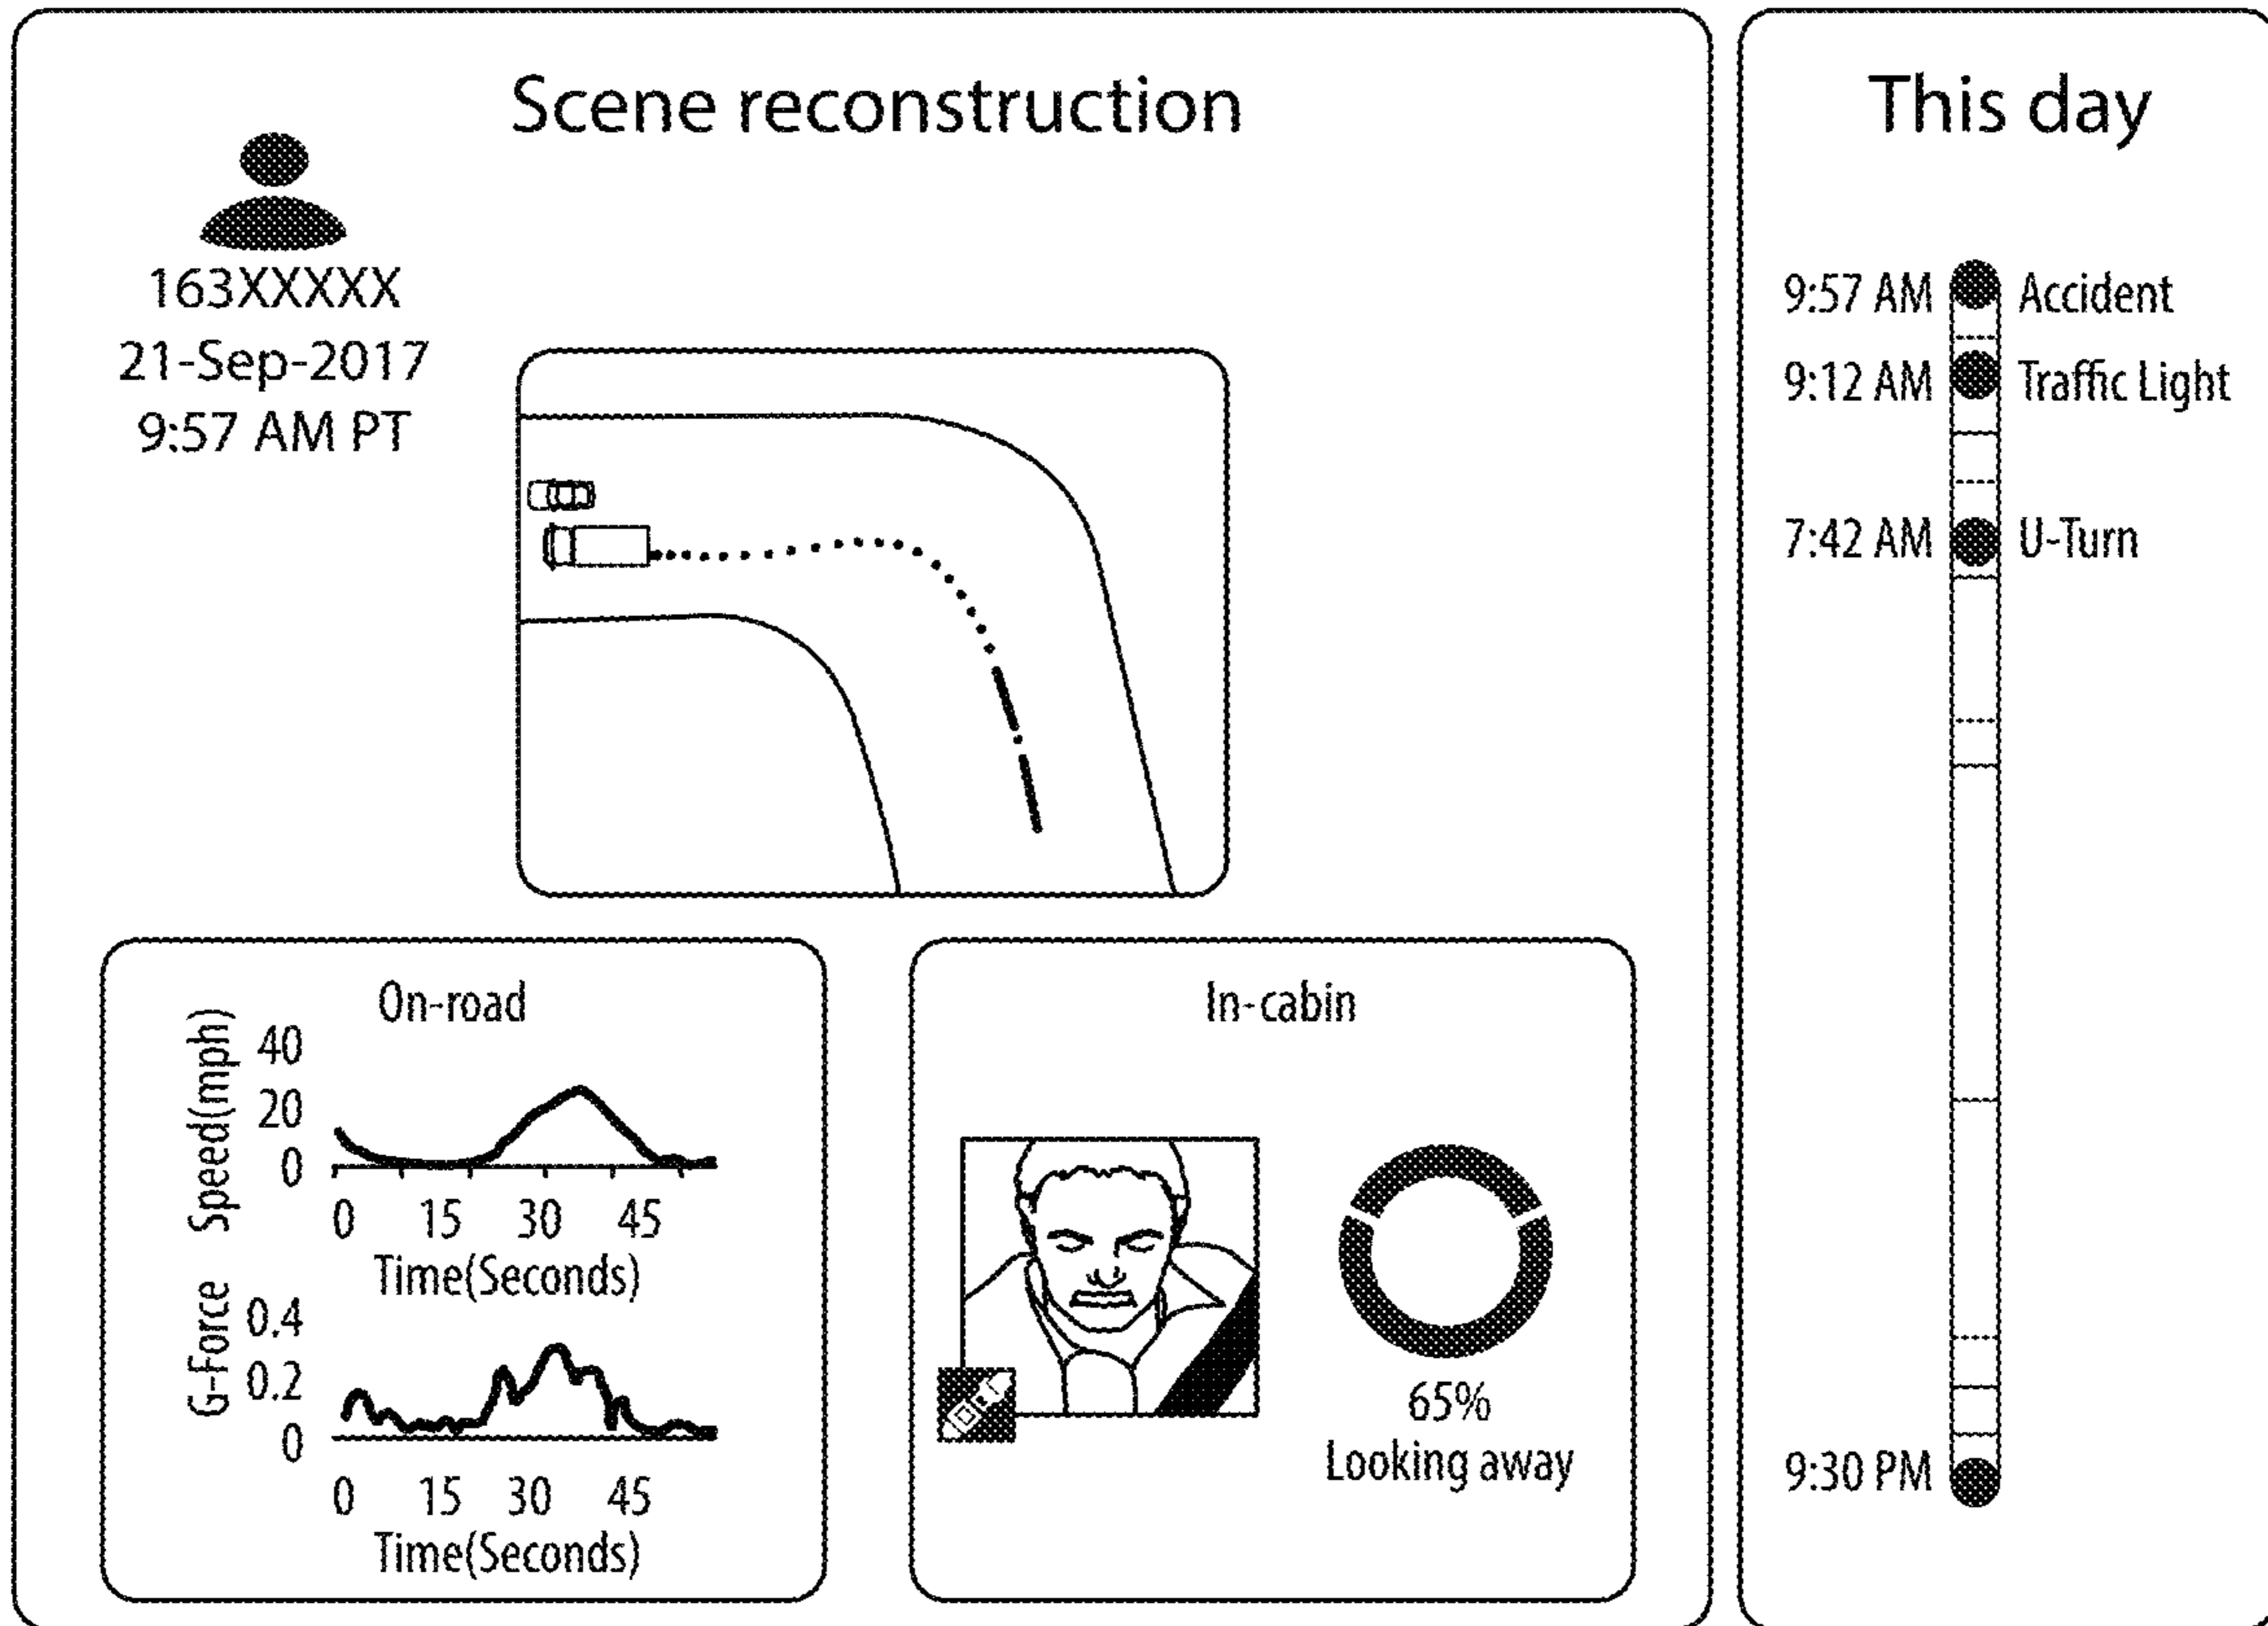 Scene reconstruction
163XXXXX
21-Sep-2017
9:57 AM PT
On-road
Speed(mph)
40
20
0
0 15 30 45
Time(Seconds)
G-Force
0.4
0.2
0
0 15 30 45
Time(Seconds)
In-cabin
65%
Looking away
This day
9:57 AM Accident
9:12 AM Traffic Light
7:42 AM U-Turn
9:30 PM